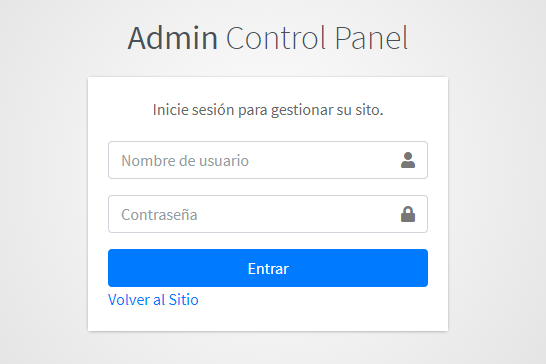 Admin Control Panel
Inicie sesión para gestionar su sito.
Nombre de usuario
Contraseña
Entrar
Volver al Sitio